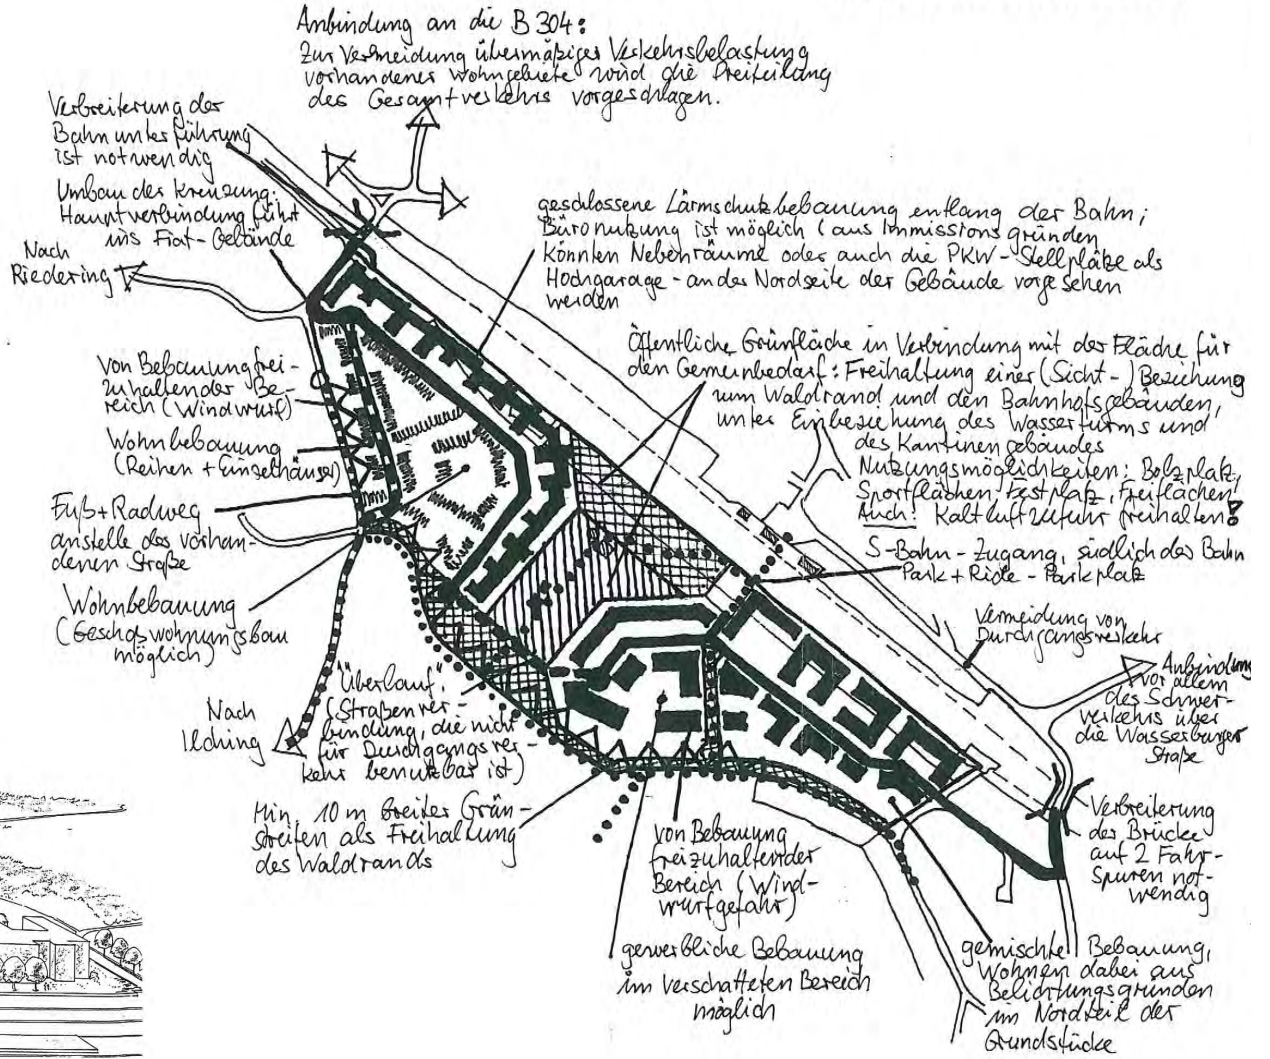 Anbindung an die B 304:
Zur Vermeidung übermäßiger Verkehrsbelastung
vorhandener Wohngebiete wird die Dreiteilung
des Gesamtverkehrs vorgeschlagen.
Verbreiterung der
Bahnunterführung
ist notwendig
Umbau der Kreuzung:
Hauptverbindung führt
ins Fiat-Gelände
Nach
Riedering
geschlossene Lärmschutzbebauung entlang der Bahn;
Büronutzung ist möglich (aus Immissionsgründen
könnten Nebenräume oder auch die PKW-Stellplätze als
Hochgarage - an der Nordseite der Gebäude vorgesehen
werden
Öffentliche Grünfläche in Verbindung mit der Fläche für
den Gemeinbedarf: Freihaltung einer (Sicht-) Beziehung
zum Waldrand und den Bahnhofsgebäuden,
unter Einbeziehung des Wasserturms und
des Kantinengebäudes
Nutzungsmöglichkeiten: Bolzplatz,
Sportflächen, Festplatz, Freiflächen
Auch: Kaltluftzufuhr freihalten!
S-Bahn-Zugang, südlich der Bahn
Park + Ride - Parkplatz
Vermeidung von
Durchgangsverkehr
Anbindung
vor allem
des Schwer-
verkehrs über
die Wasserburger
Straße
Verbreiterung
der Brücke
auf 2 Fahr-
spuren not-
wendig
von Bebauung frei-
zuhaltender Be-
reich (Windwurf)
Wohnbebauung
(Reihen + Einzelhäuser)
Fuß + Radweg
anstelle der vorhan-
denen Straße
Wohnbebauung
(Geschoßwohnungsbau
möglich)
Nach
Ilching
"Überlauf"
(Straßenver-
bindung, die nicht
für Durchgangsver-
kehr benutzbar ist)
Min. 10 m breiter Grün-
streifen als Freihaltung
des Waldrands
von Bebauung
freizuhaltender
Bereich (Wind-
wurfgefahr)
gewerbliche Bebauung
im verschatteten Bereich
möglich
gemischte Bebauung,
Wohnen dabei aus
Belichtungsgründen
im Nordteil der
Grundstücke